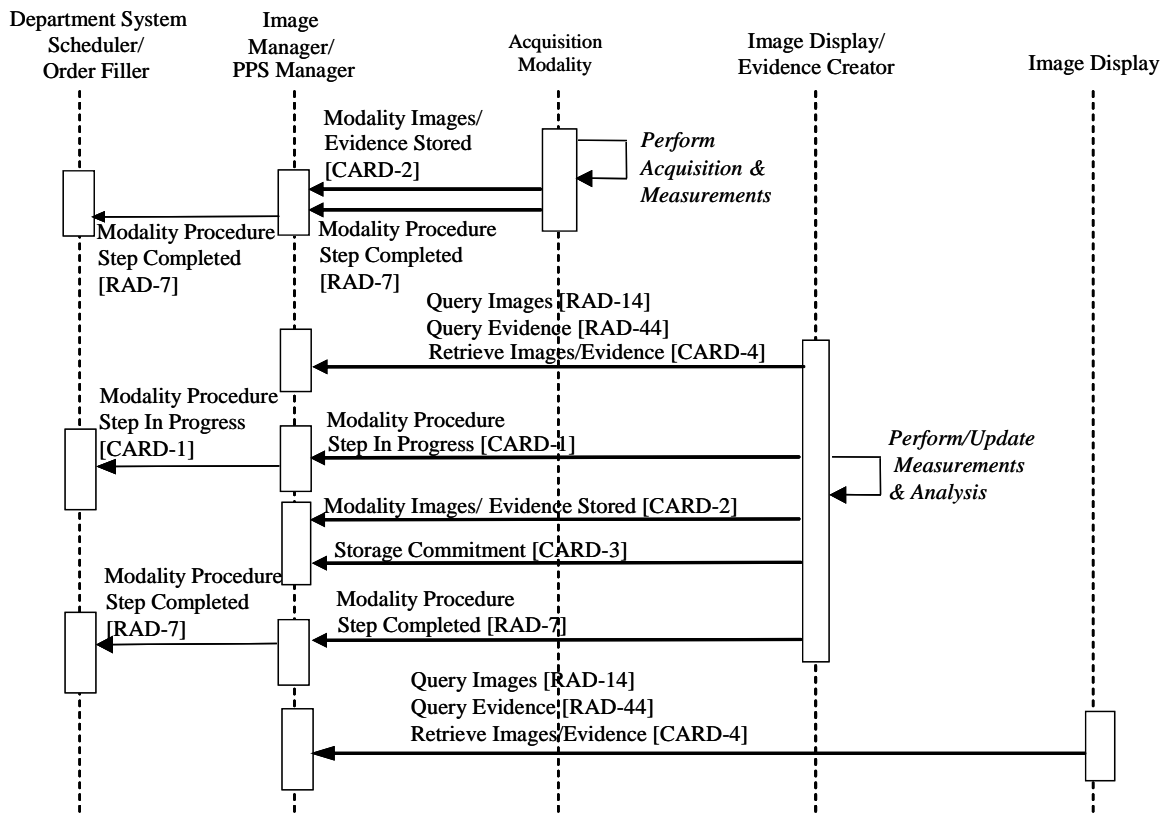 Department System
Scheduler/
Order Filler
Image
Manager/
PPS Manager
Acquisition
Modality
Image Display/
Evidence Creator
Image Display
Modality Images/
Evidence Stored
[CARD-2]
Perform
Acquisition &
Measurements
Modality Procedure
Step Completed
[RAD-7]
Modality Procedure
Step Completed
[RAD-7]
Query Images [RAD-14]
Query Evidence [RAD-44]
Retrieve Images/Evidence [CARD-4]
Modality Procedure
Step In Progress
[CARD-1]
Modality Procedure
Step In Progress [CARD-1]
Perform/Update
Measurements
& Analysis
Modality Images/ Evidence Stored [CARD-2]
Storage Commitment [CARD-3]
Modality Procedure
Step Completed
[RAD-7]
Modality Procedure
Step Completed [RAD-7]
Query Images [RAD-14]
Query Evidence [RAD-44]
Retrieve Images/Evidence [CARD-4]